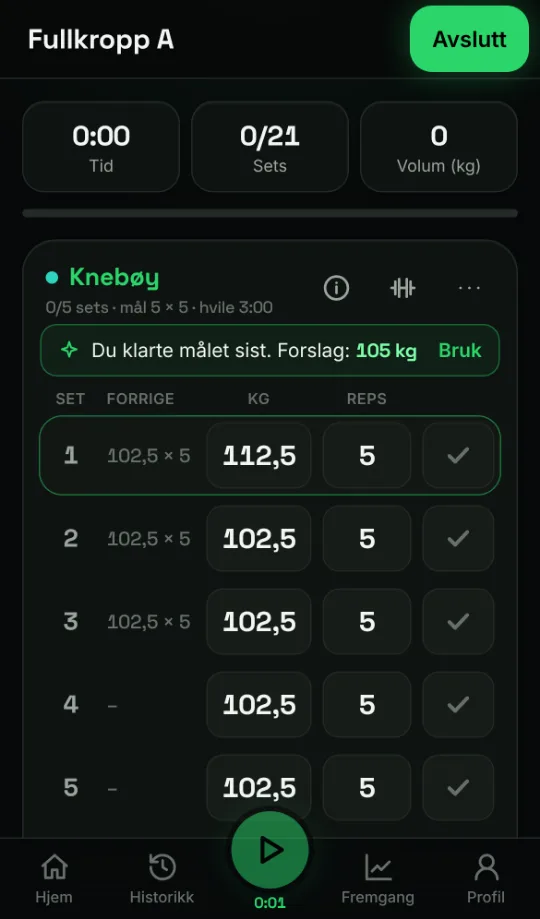 Fullkropp A
Avslutt
0:00
Tid
0/21
Sets
0
Volum (kg)
Knebøy
0/5 sets · mål 5 × 5 · hvile 3:00
Du klarte målet sist. Forslag: 105 kg Bruk
SET FORRIGE KG REPS
1 102,5 × 5 112,5 5
2 102,5 × 5 102,5 5
3 102,5 × 5 102,5 5
4 – 102,5 5
5 – 102,5 5
Hjem
Historikk
0:01
Fremgang
Profil